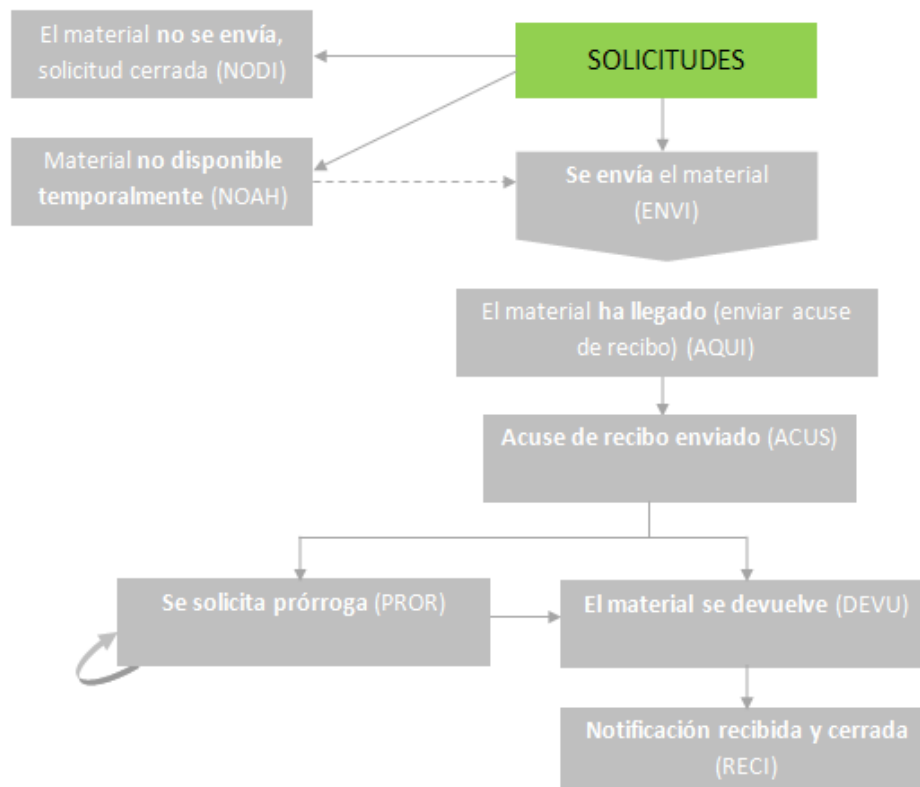 El material no se envía,
solicitud cerrada (NODI)
SOLICITUDES
Material no disponible
temporalmente (NOAH)
Se envía el material
(ENVI)
El material ha llegado (enviar acuse
de recibo) (AQUI)
Acuse de recibo enviado (ACUS)
Se solicita prórroga (PROR)
El material se devuelve (DEVU)
Notificación recibida y cerrada
(RECI)